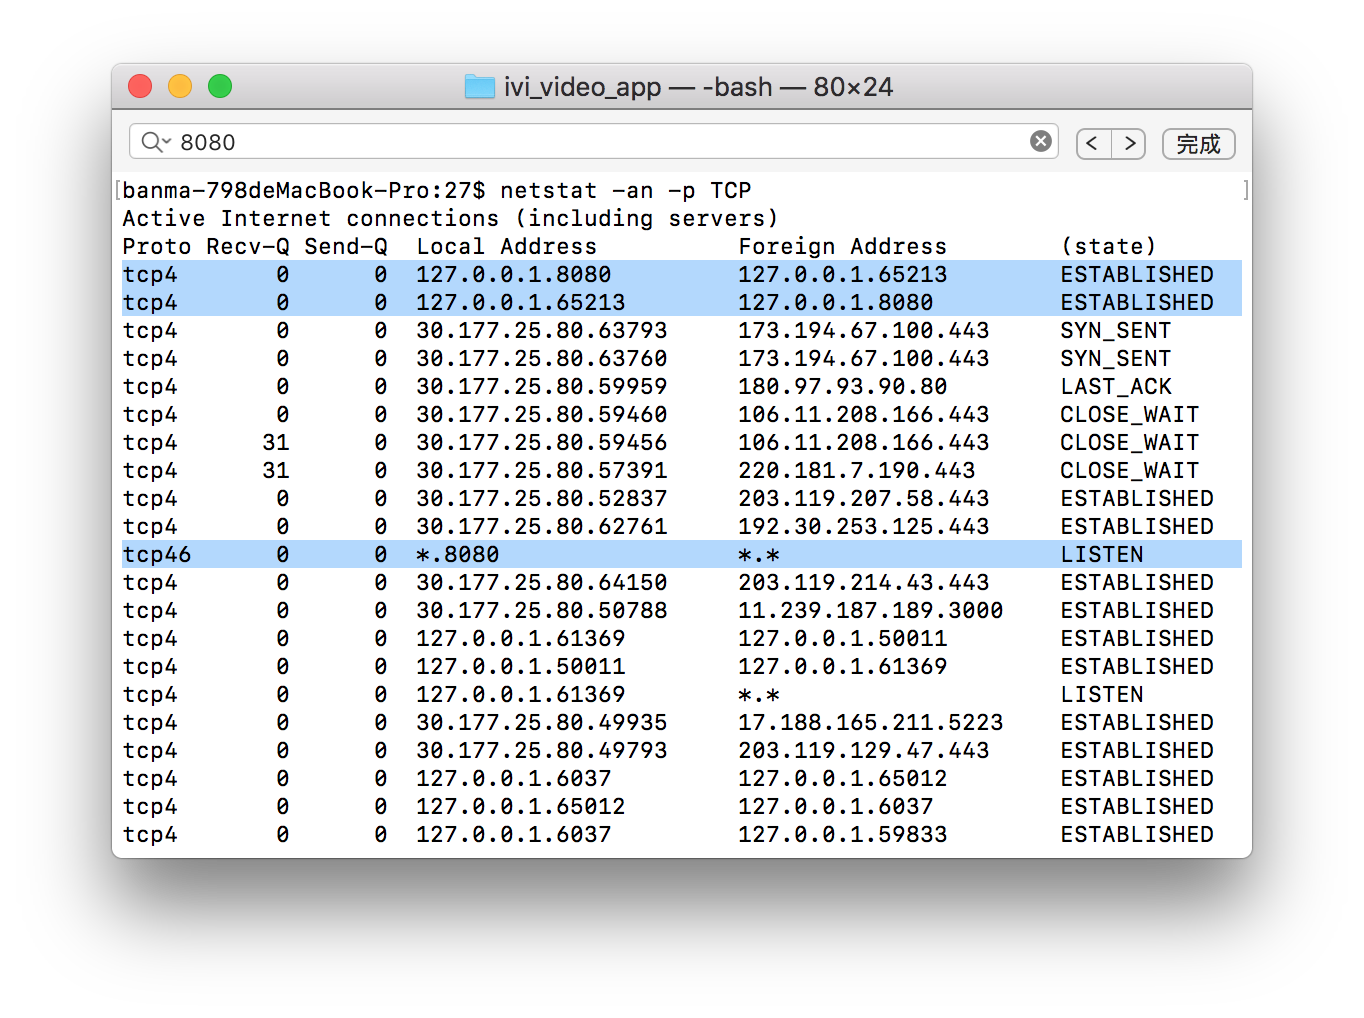 ivi_video_app — -bash — 80×24
8080
< > 完成
[banma-798deMacBook-Pro:27$ netstat -an -p TCP ]
Active Internet connections (including servers)
Proto Recv-Q Send-Q  Local Address          Foreign Address        (state)
tcp4       0      0  127.0.0.1.8080         127.0.0.1.65213        ESTABLISHED
tcp4       0      0  127.0.0.1.65213        127.0.0.1.8080         ESTABLISHED
tcp4       0      0  30.177.25.80.63793     173.194.67.100.443     SYN_SENT
tcp4       0      0  30.177.25.80.63760     173.194.67.100.443     SYN_SENT
tcp4       0      0  30.177.25.80.59959     180.97.93.90.80        LAST_ACK
tcp4       0      0  30.177.25.80.59460     106.11.208.166.443     CLOSE_WAIT
tcp4      31      0  30.177.25.80.59456     106.11.208.166.443     CLOSE_WAIT
tcp4      31      0  30.177.25.80.57391     220.181.7.190.443      CLOSE_WAIT
tcp4       0      0  30.177.25.80.52837     203.119.207.58.443     ESTABLISHED
tcp4       0      0  30.177.25.80.62761     192.30.253.125.443     ESTABLISHED
tcp46      0      0  *.8080                 *.*                    LISTEN
tcp4       0      0  30.177.25.80.64150     203.119.214.43.443     ESTABLISHED
tcp4       0      0  30.177.25.80.50788     11.239.187.189.3000    ESTABLISHED
tcp4       0      0  127.0.0.1.61369        127.0.0.1.50011        ESTABLISHED
tcp4       0      0  127.0.0.1.50011        127.0.0.1.61369        ESTABLISHED
tcp4       0      0  127.0.0.1.61369        *.*                    LISTEN
tcp4       0      0  30.177.25.80.49935     17.188.165.211.5223    ESTABLISHED
tcp4       0      0  30.177.25.80.49793     203.119.129.47.443     ESTABLISHED
tcp4       0      0  127.0.0.1.6037         127.0.0.1.65012        ESTABLISHED
tcp4       0      0  127.0.0.1.65012        127.0.0.1.6037         ESTABLISHED
tcp4       0      0  127.0.0.1.6037         127.0.0.1.59833        ESTABLISHED